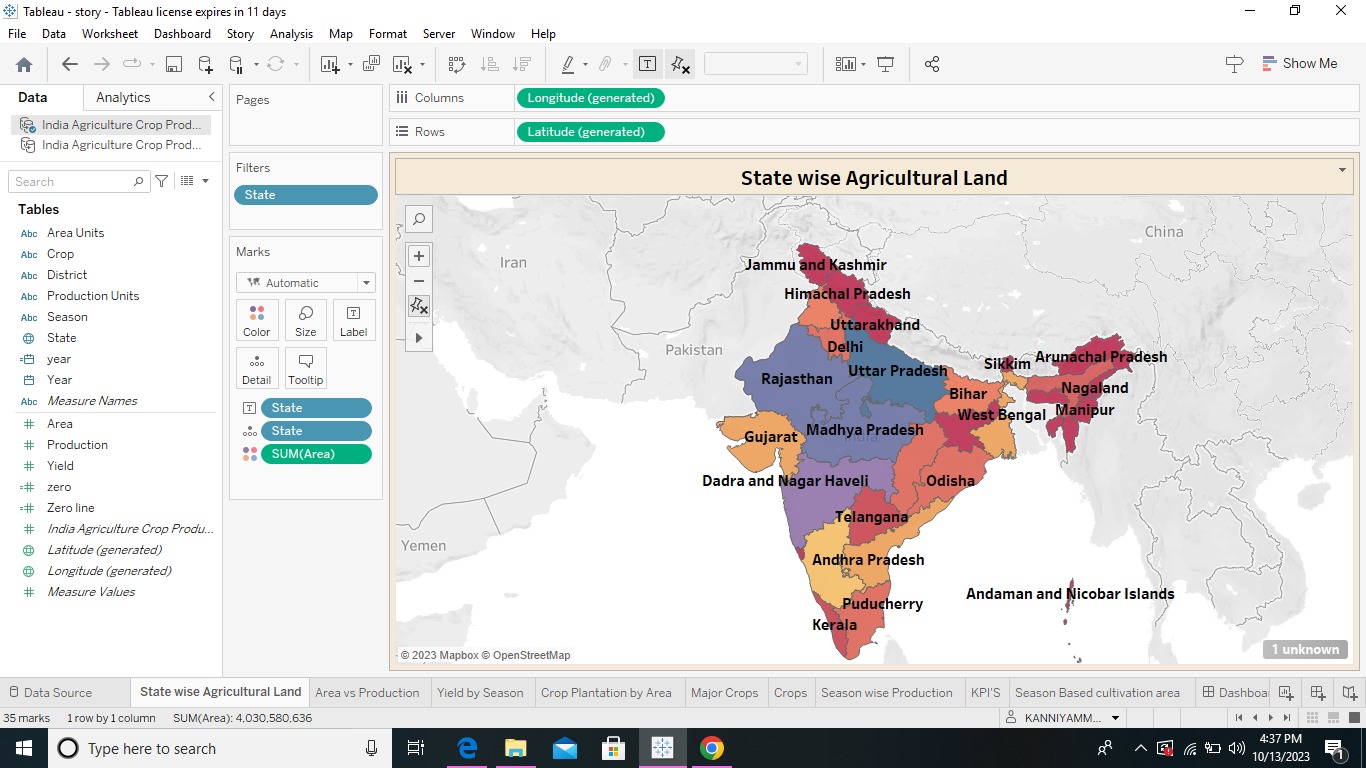 Tableau - story - Tableau license expires in 11 days
File Data Worksheet Dashboard Story Analysis Map Format Server Window Help
Show Me
Data Analytics
India Agriculture Crop Prod...
India Agriculture Crop Prod...
Search
Tables
Abc Area Units
Abc Crop
Abc District
Abc Production Units
Abc Season
State
year
Year
Abc Measure Names
Area
Production
Yield
zero
Zero line
India Agriculture Crop Produ...
Latitude (generated)
Longitude (generated)
Measure Values
Pages
Filters
State
Marks
Automatic
Color Size Label
Detail Tooltip
State
State
SUM(Area)
Columns Longitude (generated)
Rows Latitude (generated)
State wise Agricultural Land
China
Iran
Jammu and Kashmir
Himachal Pradesh
Uttarakhand
Pakistan
Delhi
Sikkim
Arunachal Pradesh
Uttar Pradesh
Rajasthan
Nagaland
Bihar
West Bengal
Manipur
Madhya Pradesh
India
Gujarat
Dadra and Nagar Haveli
Odisha
Telangana
Yemen
Andhra Pradesh
Andaman and Nicobar Islands
Puducherry
Kerala
© 2023 Mapbox © OpenStreetMap
1 unknown
Data Source State wise Agricultural Land Area vs Production Yield by Season Crop Plantation by Area Major Crops Crops Season wise Production KPI'S Season Based cultivation area Dashboa
35 marks 1 row by 1 column SUM(Area): 4,030,580,636
KANNIYAMM...
Type here to search
4:37 PM
10/13/2023
1